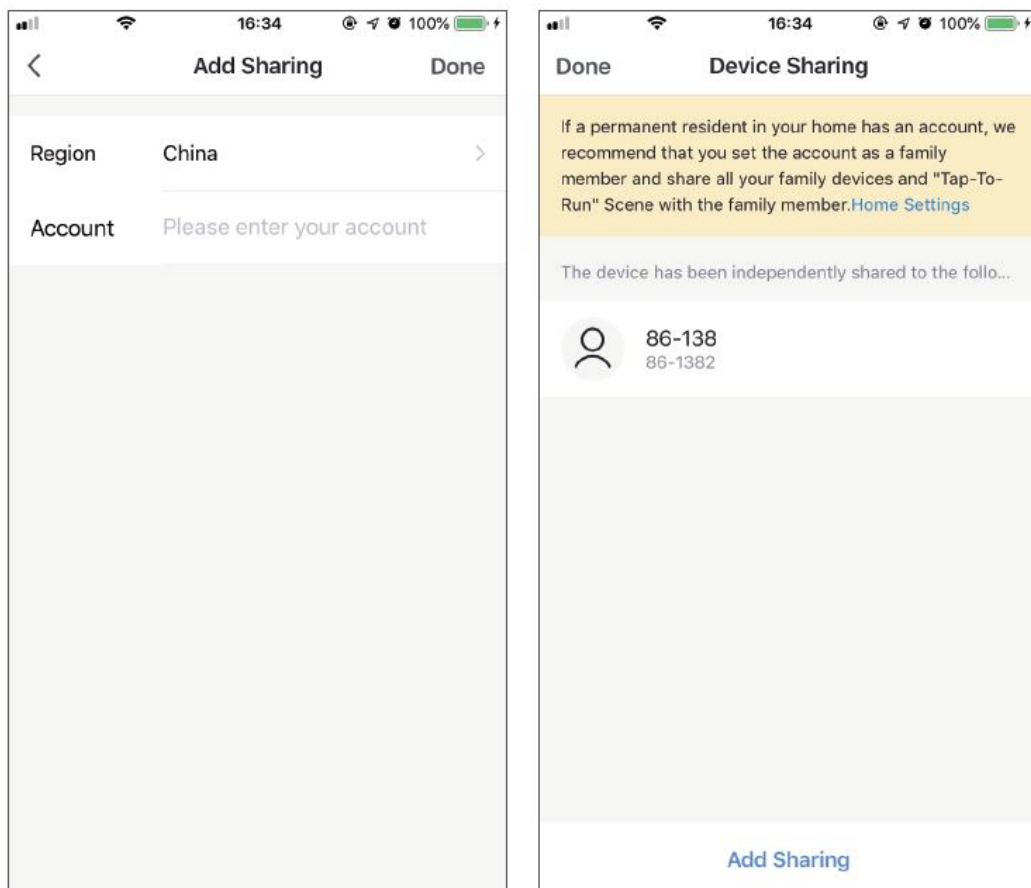 16:34
100%
Add Sharing
Done
Region
China
Account
Please enter your account
16:34
100%
Done
Device Sharing
If a permanent resident in your home has an account, we
recommend that you set the account as a family
member and share all your family devices and "Tap-To-
Run" Scene with the family member.Home Settings
The device has been independently shared to the follo...
86-138
86-1382
Add Sharing